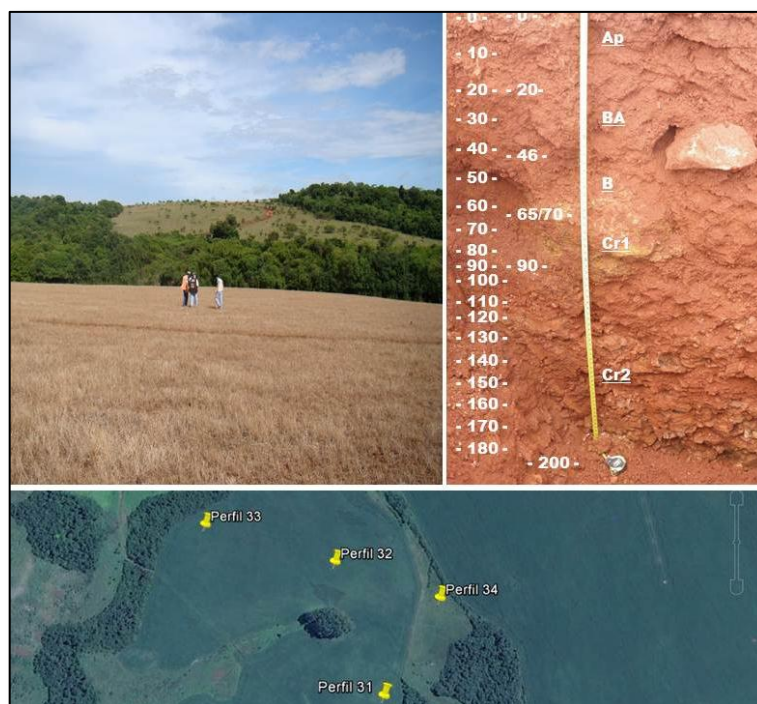 - 0 - - 0 -
Ap
- 10 -
- 20 - - 20 -
- 30 -
BA
- 40 -
- 46 -
- 50 -
B
- 60 -
- 65/70 -
- 70 -
- 80 -
Cr1
- 90 - - 90 -
- 100 -
- 110 -
- 120 -
- 130 -
- 140 -
Cr2
- 150 -
- 160 -
- 170 -
- 180 -
- 200 -
Perfil 33
Perfil 32
Perfil 34
Perfil 31